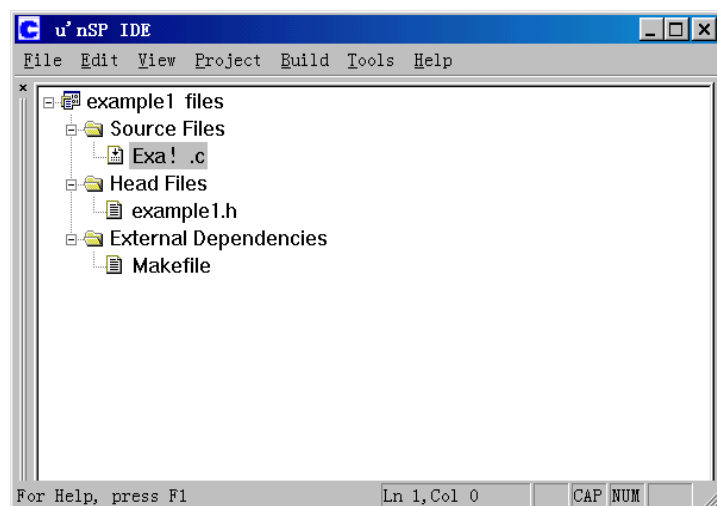 C u'nSP IDE
File Edit View Project Build Tools Help
example1 files
Source Files
Exa! .c
Head Files
example1.h
External Dependencies
Makefile
For Help, press F1 Ln 1,Col 0 CAP NUM